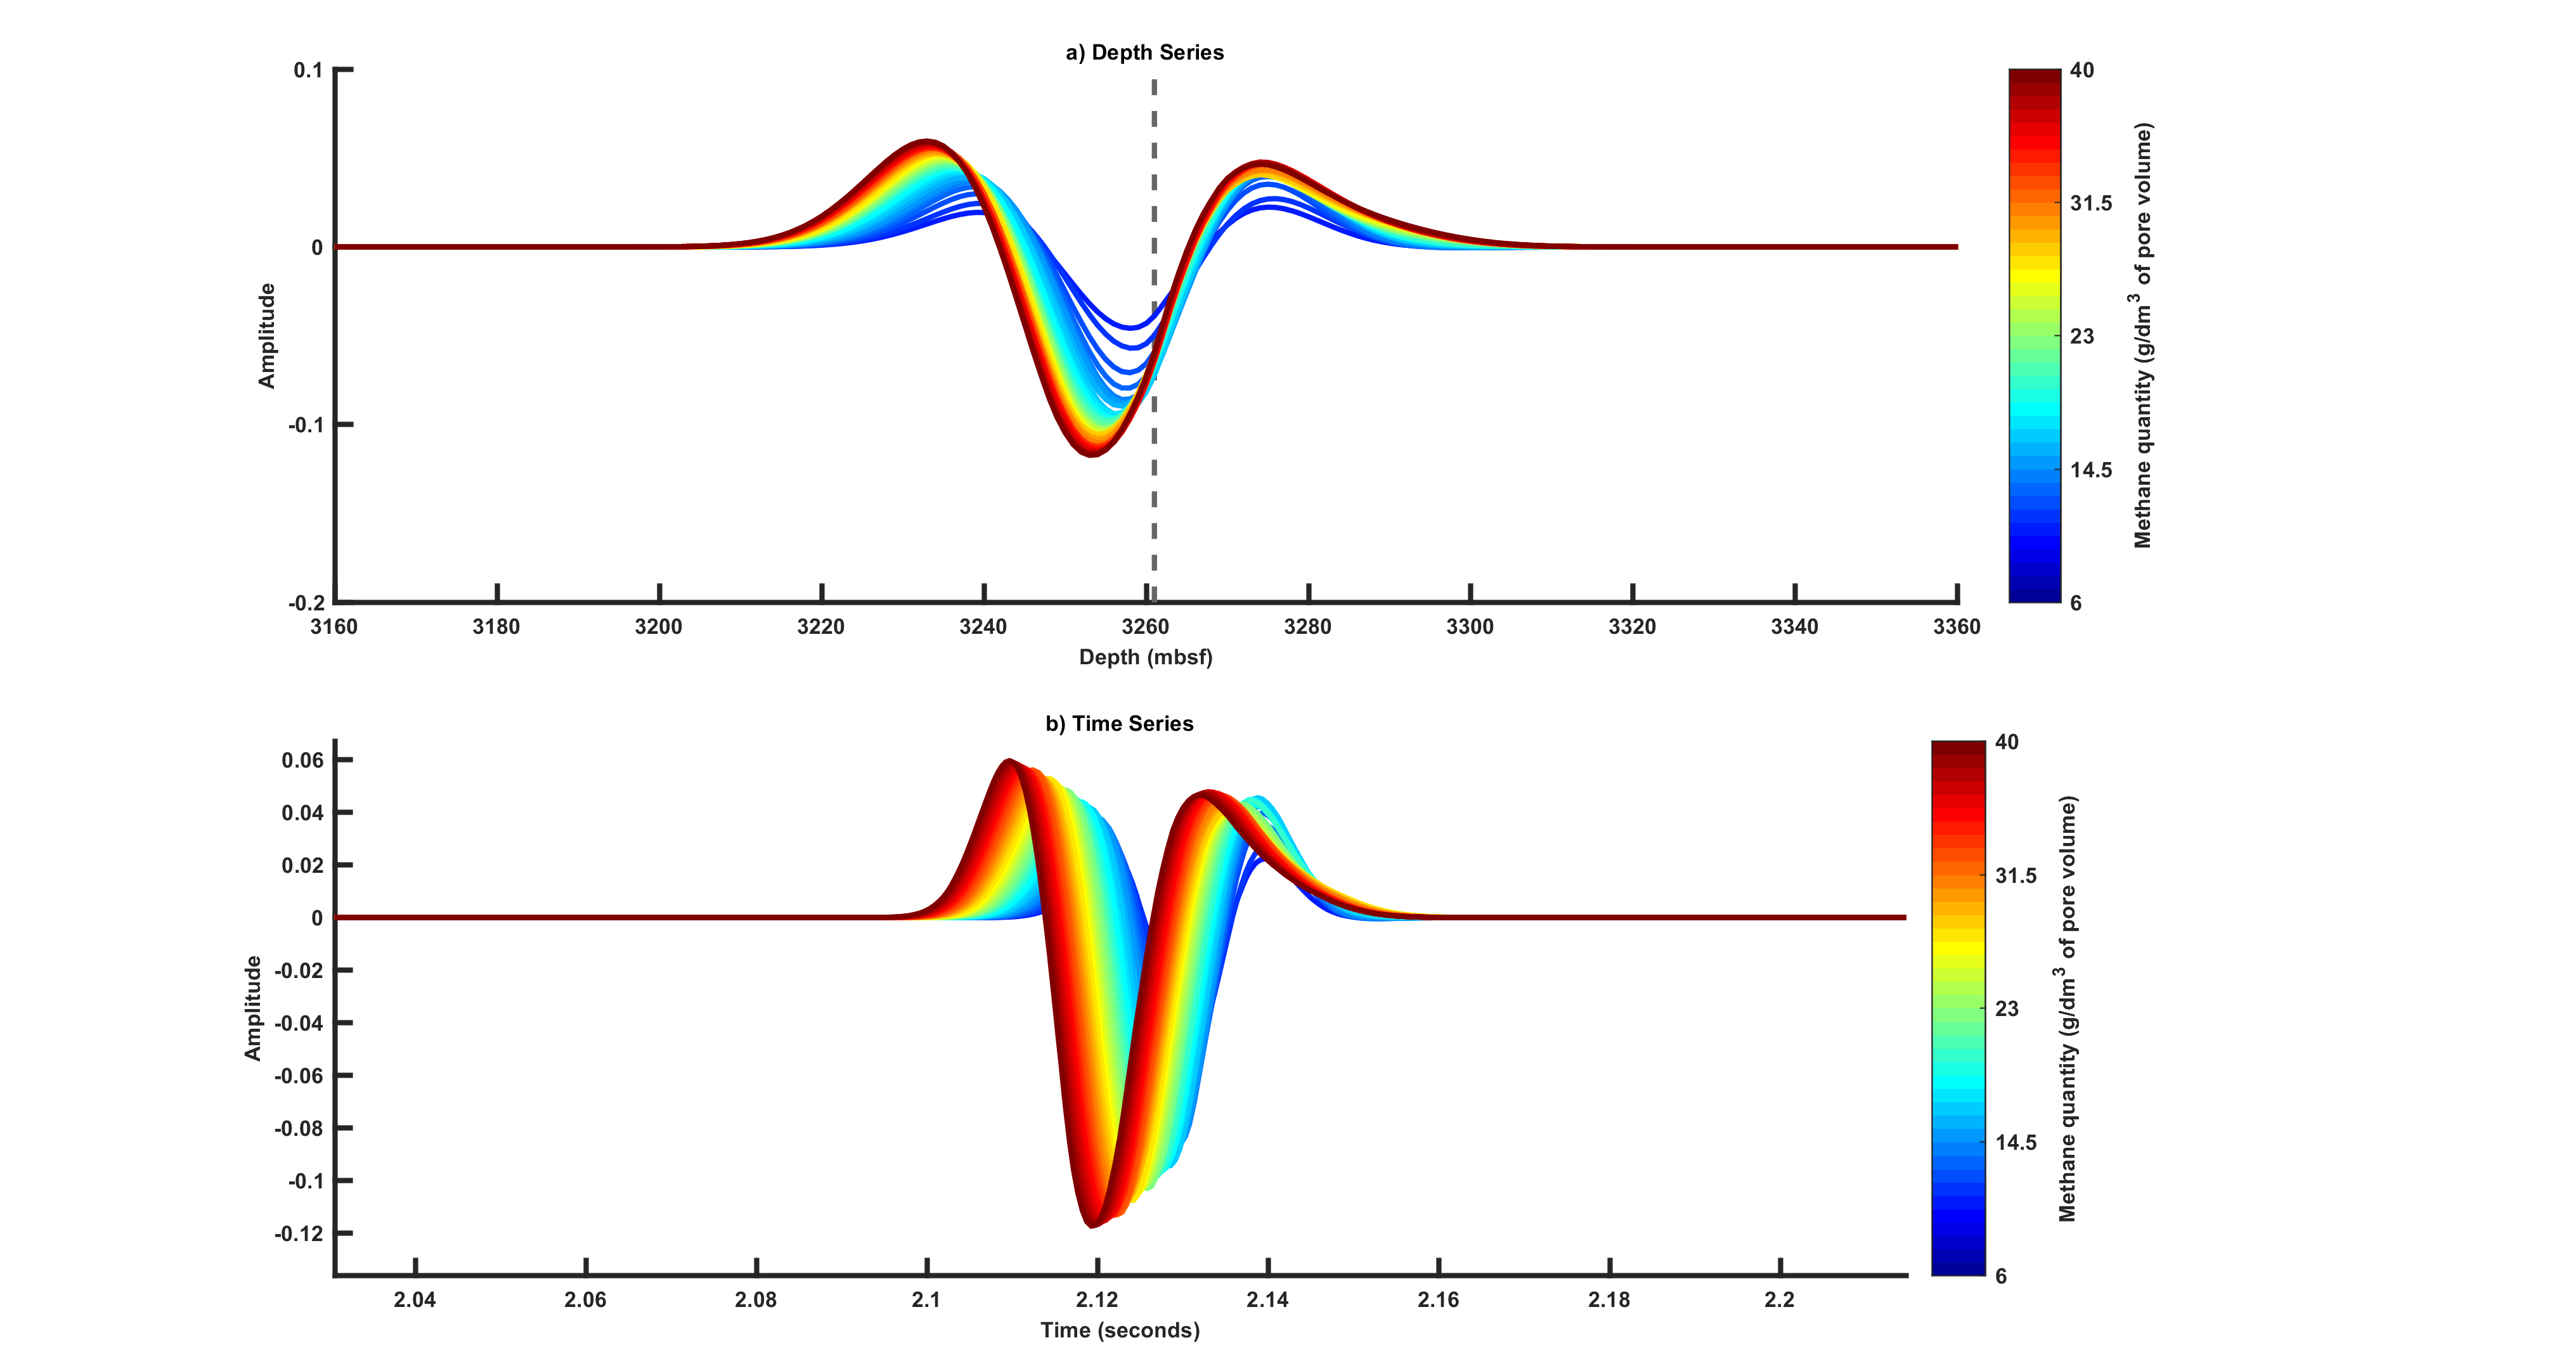 a) Depth Series
0.1
0
-0.1
-0.2
Amplitude
3160 3180 3200 3220 3240 3260 3280 3300 3320 3340 3360
Depth (mbsf)
40
31.5
23
14.5
6
Methane quantity (g/dm³ of pore volume)
b) Time Series
0.06
0.04
0.02
0
-0.02
-0.04
-0.06
-0.08
-0.1
-0.12
Amplitude
2.04 2.06 2.08 2.1 2.12 2.14 2.16 2.18 2.2
Time (seconds)
40
31.5
23
14.5
6
Methane quantity (g/dm³ of pore volume)